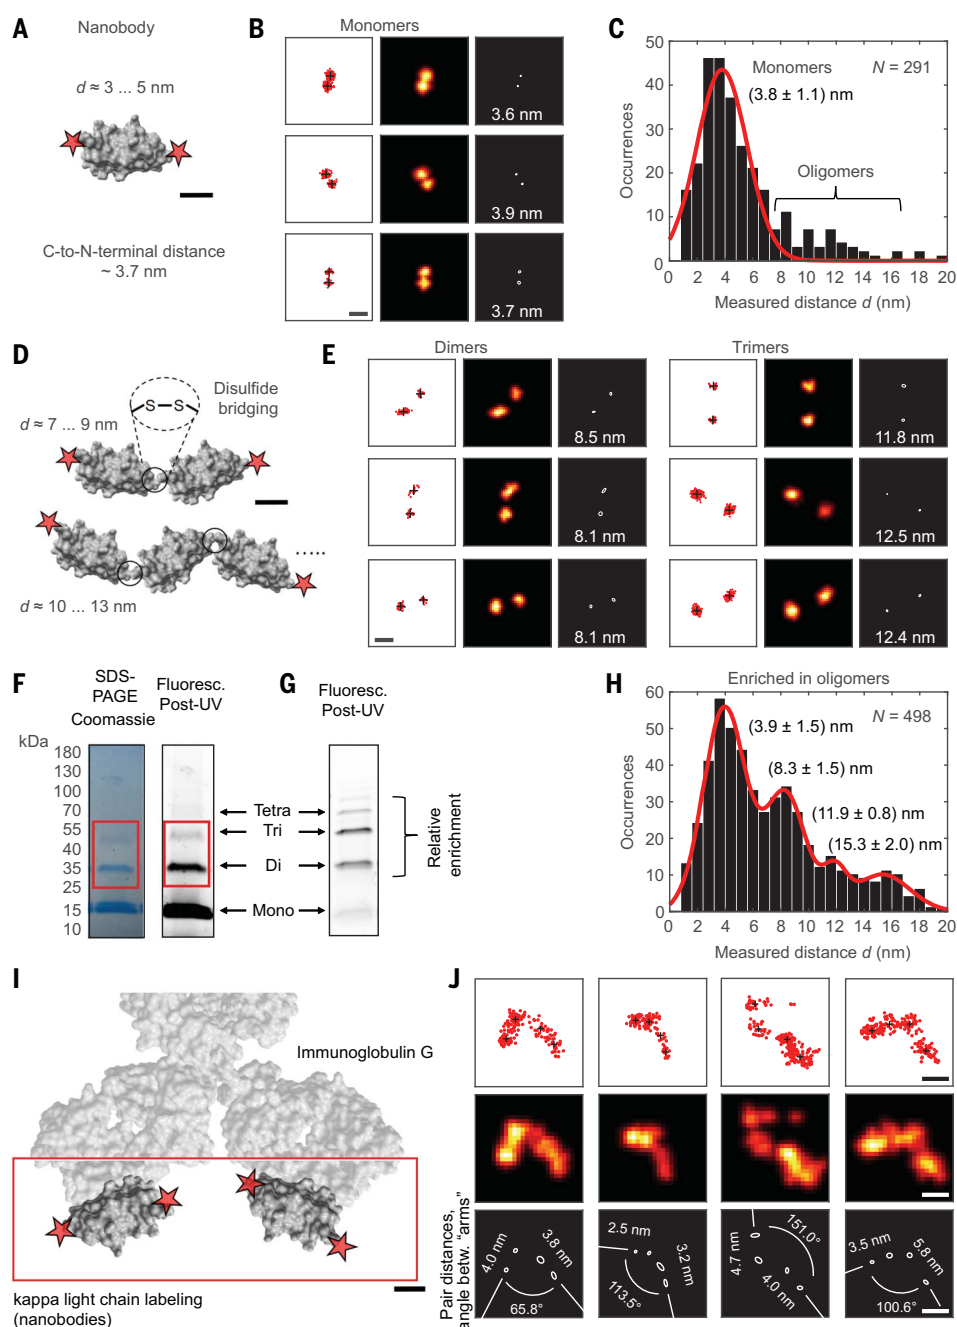 A
Nanobody
d ≈ 3 ... 5 nm
C-to-N-terminal distance
~ 3.7 nm
B
Monomers
3.6 nm
3.9 nm
3.7 nm
C
50
40
30
20
10
0
Occurrences
Monomers
(3.8 ± 1.1) nm
N = 291
Oligomers
0 2 4 6 8 10 12 14 16 18 20
Measured distance d (nm)
D
S–S
Disulfide
bridging
d ≈ 7 ... 9 nm
.....
d ≈ 10 ... 13 nm
E
Dimers
8.5 nm
8.1 nm
8.1 nm
Trimers
11.8 nm
12.5 nm
12.4 nm
F
SDS-
PAGE
Coomassie
Fluoresc.
Post-UV
kDa
180
130
100
70
55
40
35
25
15
10
Tetra
Tri
Di
Mono
G
Fluoresc.
Post-UV
Relative
enrichment
H
Enriched in oligomers
60
50
40
30
20
10
0
Occurrences
N = 498
(3.9 ± 1.5) nm
(8.3 ± 1.5) nm
(11.9 ± 0.8) nm
(15.3 ± 2.0) nm
0 2 4 6 8 10 12 14 16 18 20
Measured distance d (nm)
I
Immunoglobulin G
kappa light chain labeling
(nanobodies)
J
Pair distances,
angle betw. “arms”
4.0 nm
3.8 nm
65.8°
2.5 nm
3.2 nm
113.5°
4.7 nm
151.0°
4.0 nm
3.5 nm
5.8 nm
100.6°